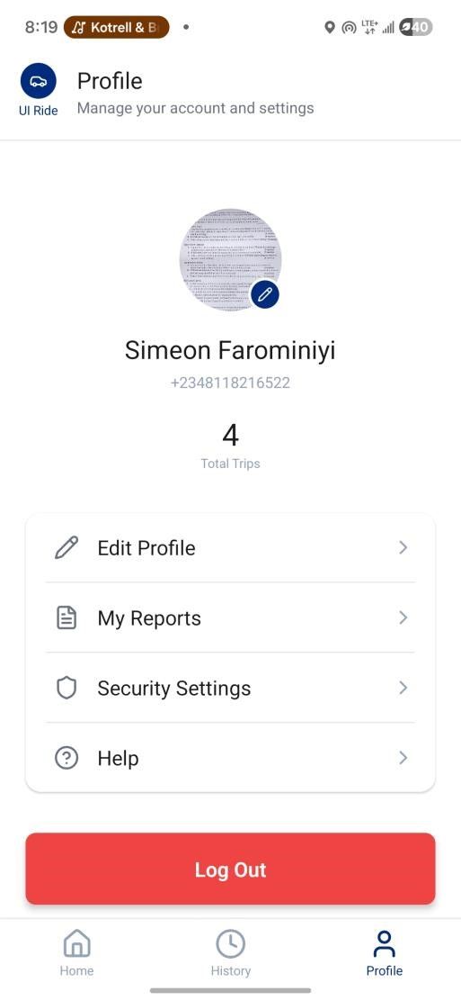 8:19 Kotrell & B LTE+ 40
Profile
UI Ride
Manage your account and settings
Simeon Farominiyi
+2348118216522
4
Total Trips
Edit Profile
My Reports
Security Settings
Help
Log Out
Home History Profile